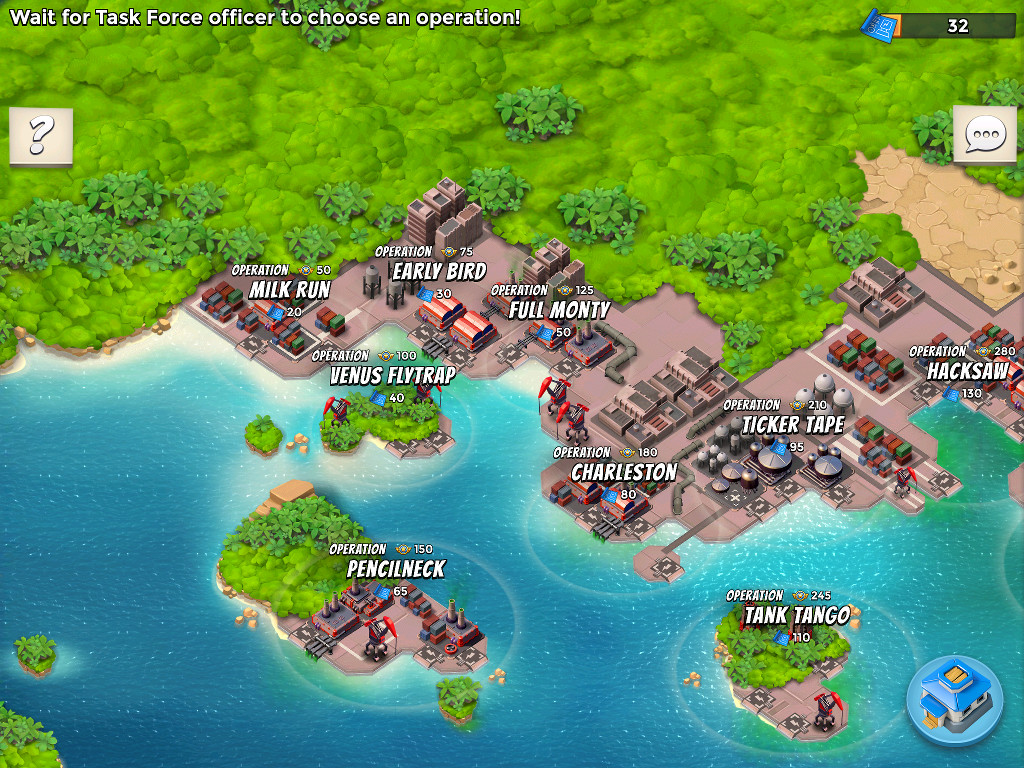 Wait for Task Force officer to choose an operation!
32
?
OPERATION 75
EARLY BIRD
30
OPERATION 50
MILK RUN
20
OPERATION 125
FULL MONTY
50
OPERATION 100
VENUS FLYTRAP
40
OPERATION 280
HACKSAW
130
OPERATION 210
TICKER TAPE
95
OPERATION 180
CHARLESTON
80
OPERATION 150
PENCILNECK
65
OPERATION 245
TANK TANGO
110